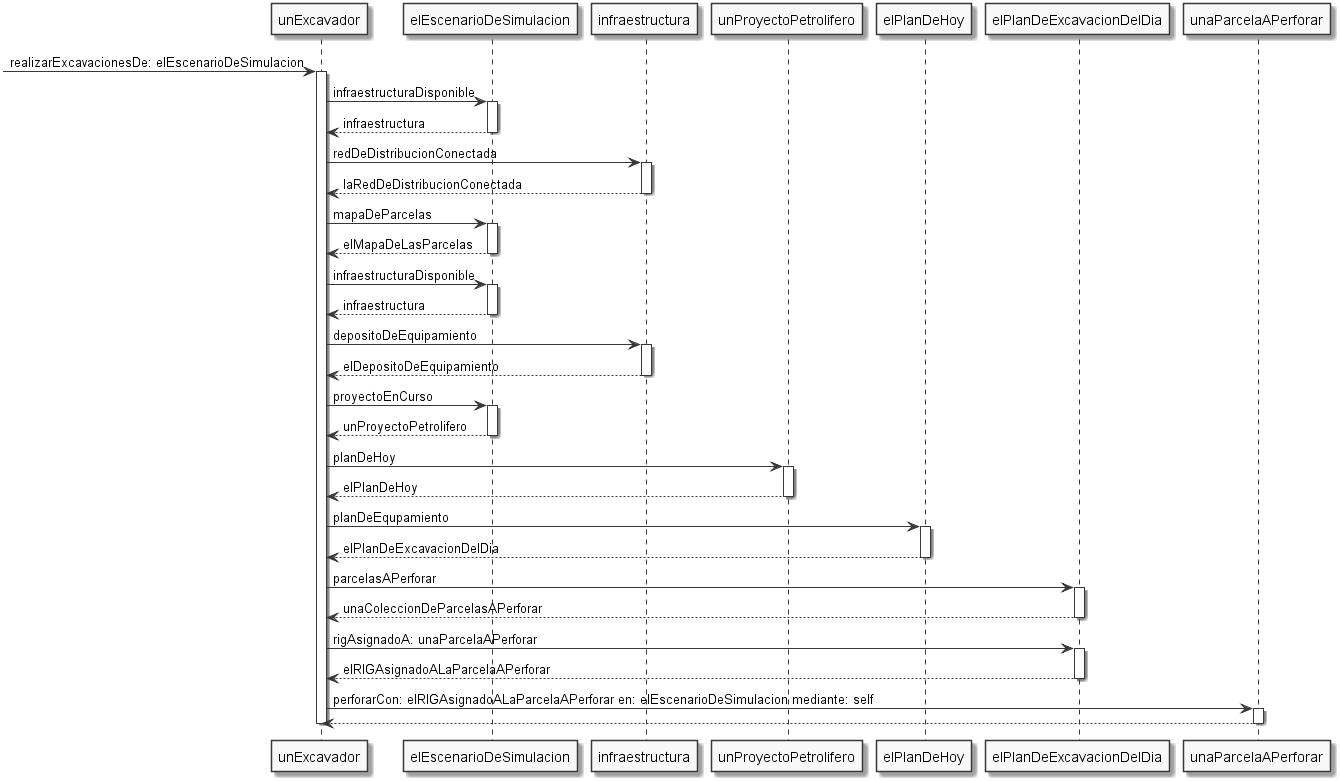 unExcavador elEscenarioDeSimulacion infraestructura unProyectoPetrolifero elPlanDeHoy elPlanDeExcavacionDelDia unaParcelaAPerforar
realizarExcavacionesDe: elEscenarioDeSimulacion
infraestructuraDisponible
infraestructura
redDeDistribucionConectada
laRedDeDistribucionConectada
mapaDeParcelas
elMapaDeLasParcelas
infraestructuraDisponible
infraestructura
depositoDeEquipamiento
elDepositoDeEquipamiento
proyectoEnCurso
unProyectoPetrolifero
planDeHoy
elPlanDeHoy
planDeEqupamiento
elPlanDeExcavacionDelDia
parcelasAPerforar
unaColeccionDeParcelasAPerforar
rigAsignadoA: unaParcelaAPerforar
elRIGAsignadoALaParcelaAPerforar
perforarCon: elRIGAsignadoALaParcelaAPerforar en: elEscenarioDeSimulacion mediante: self
unExcavador elEscenarioDeSimulacion infraestructura unProyectoPetrolifero elPlanDeHoy elPlanDeExcavacionDelDia unaParcelaAPerforar